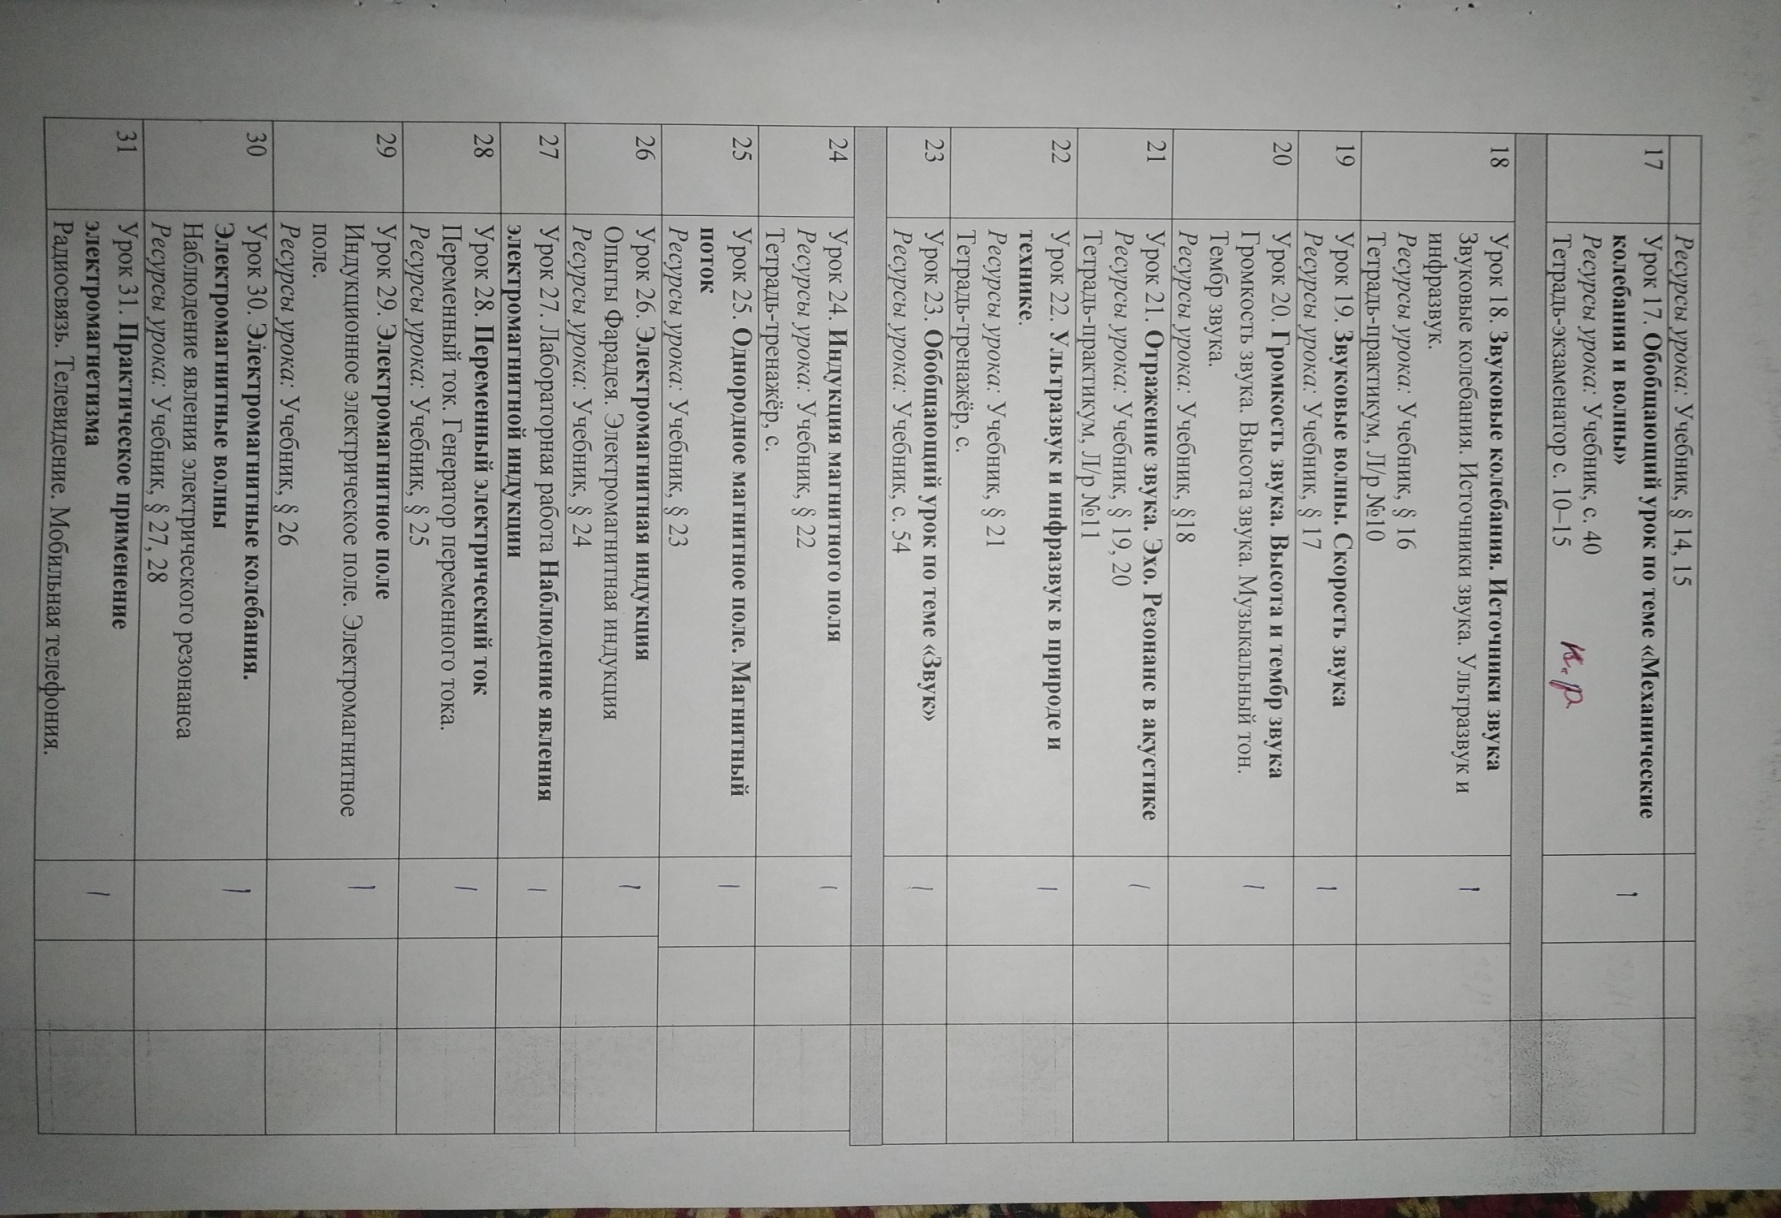 Ресурсы урока: Учебник, § 14, 15
17 Урок 17. Обобщающий урок по теме «Механические 1
колебания и волны»
Ресурсы урока: Учебник, с. 40
Тетрадь-экзаменатор с. 10–15 к.р
18 Урок 18. Звуковые колебания. Источники звука 1
Звуковые колебания. Источники звука. Ультразвук и
инфразвук.
Ресурсы урока: Учебник, § 16
Тетрадь-практикум, Л/р №10
19 Урок 19. Звуковые волны. Скорость звука 1
Ресурсы урока: Учебник, § 17
20 Урок 20. Громкость звука. Высота и тембр звука 1
Громкость звука. Высота звука. Музыкальный тон.
Тембр звука.
Ресурсы урока: Учебник, §18
21 Урок 21. Отражение звука. Эхо. Резонанс в акустике 1
Ресурсы урока: Учебник, § 19, 20
Тетрадь-практикум, Л/р №11
22 Урок 22. Ультразвук и инфразвук в природе и 1
технике.
Ресурсы урока: Учебник, § 21
Тетрадь-тренажёр, с.
23 Урок 23. Обобщающий урок по теме «Звук» 1
Ресурсы урока: Учебник, с. 54
24 Урок 24. Индукция магнитного поля 1
Ресурсы урока: Учебник, § 22
Тетрадь-тренажёр, с.
25 Урок 25. Однородное магнитное поле. Магнитный 1
поток
Ресурсы урока: Учебник, § 23
26 Урок 26. Электромагнитная индукция 1
Опыты Фарадея. Электромагнитная индукция
Ресурсы урока: Учебник, § 24
27 Урок 27. Лабораторная работа Наблюдение явления 1
электромагнитной индукции
28 Урок 28. Переменный электрический ток 1
Переменный ток. Генератор переменного тока.
Ресурсы урока: Учебник, § 25
29 Урок 29. Электромагнитное поле 1
Индукционное электрическое поле. Электромагнитное
поле.
Ресурсы урока: Учебник, § 26
30 Урок 30. Электромагнитные колебания. 1
Электромагнитные волны
Наблюдение явления электрического резонанса
Ресурсы урока: Учебник, § 27, 28
31 Урок 31. Практическое применение 1
электромагнетизма
Радиосвязь. Телевидение. Мобильная телефония.